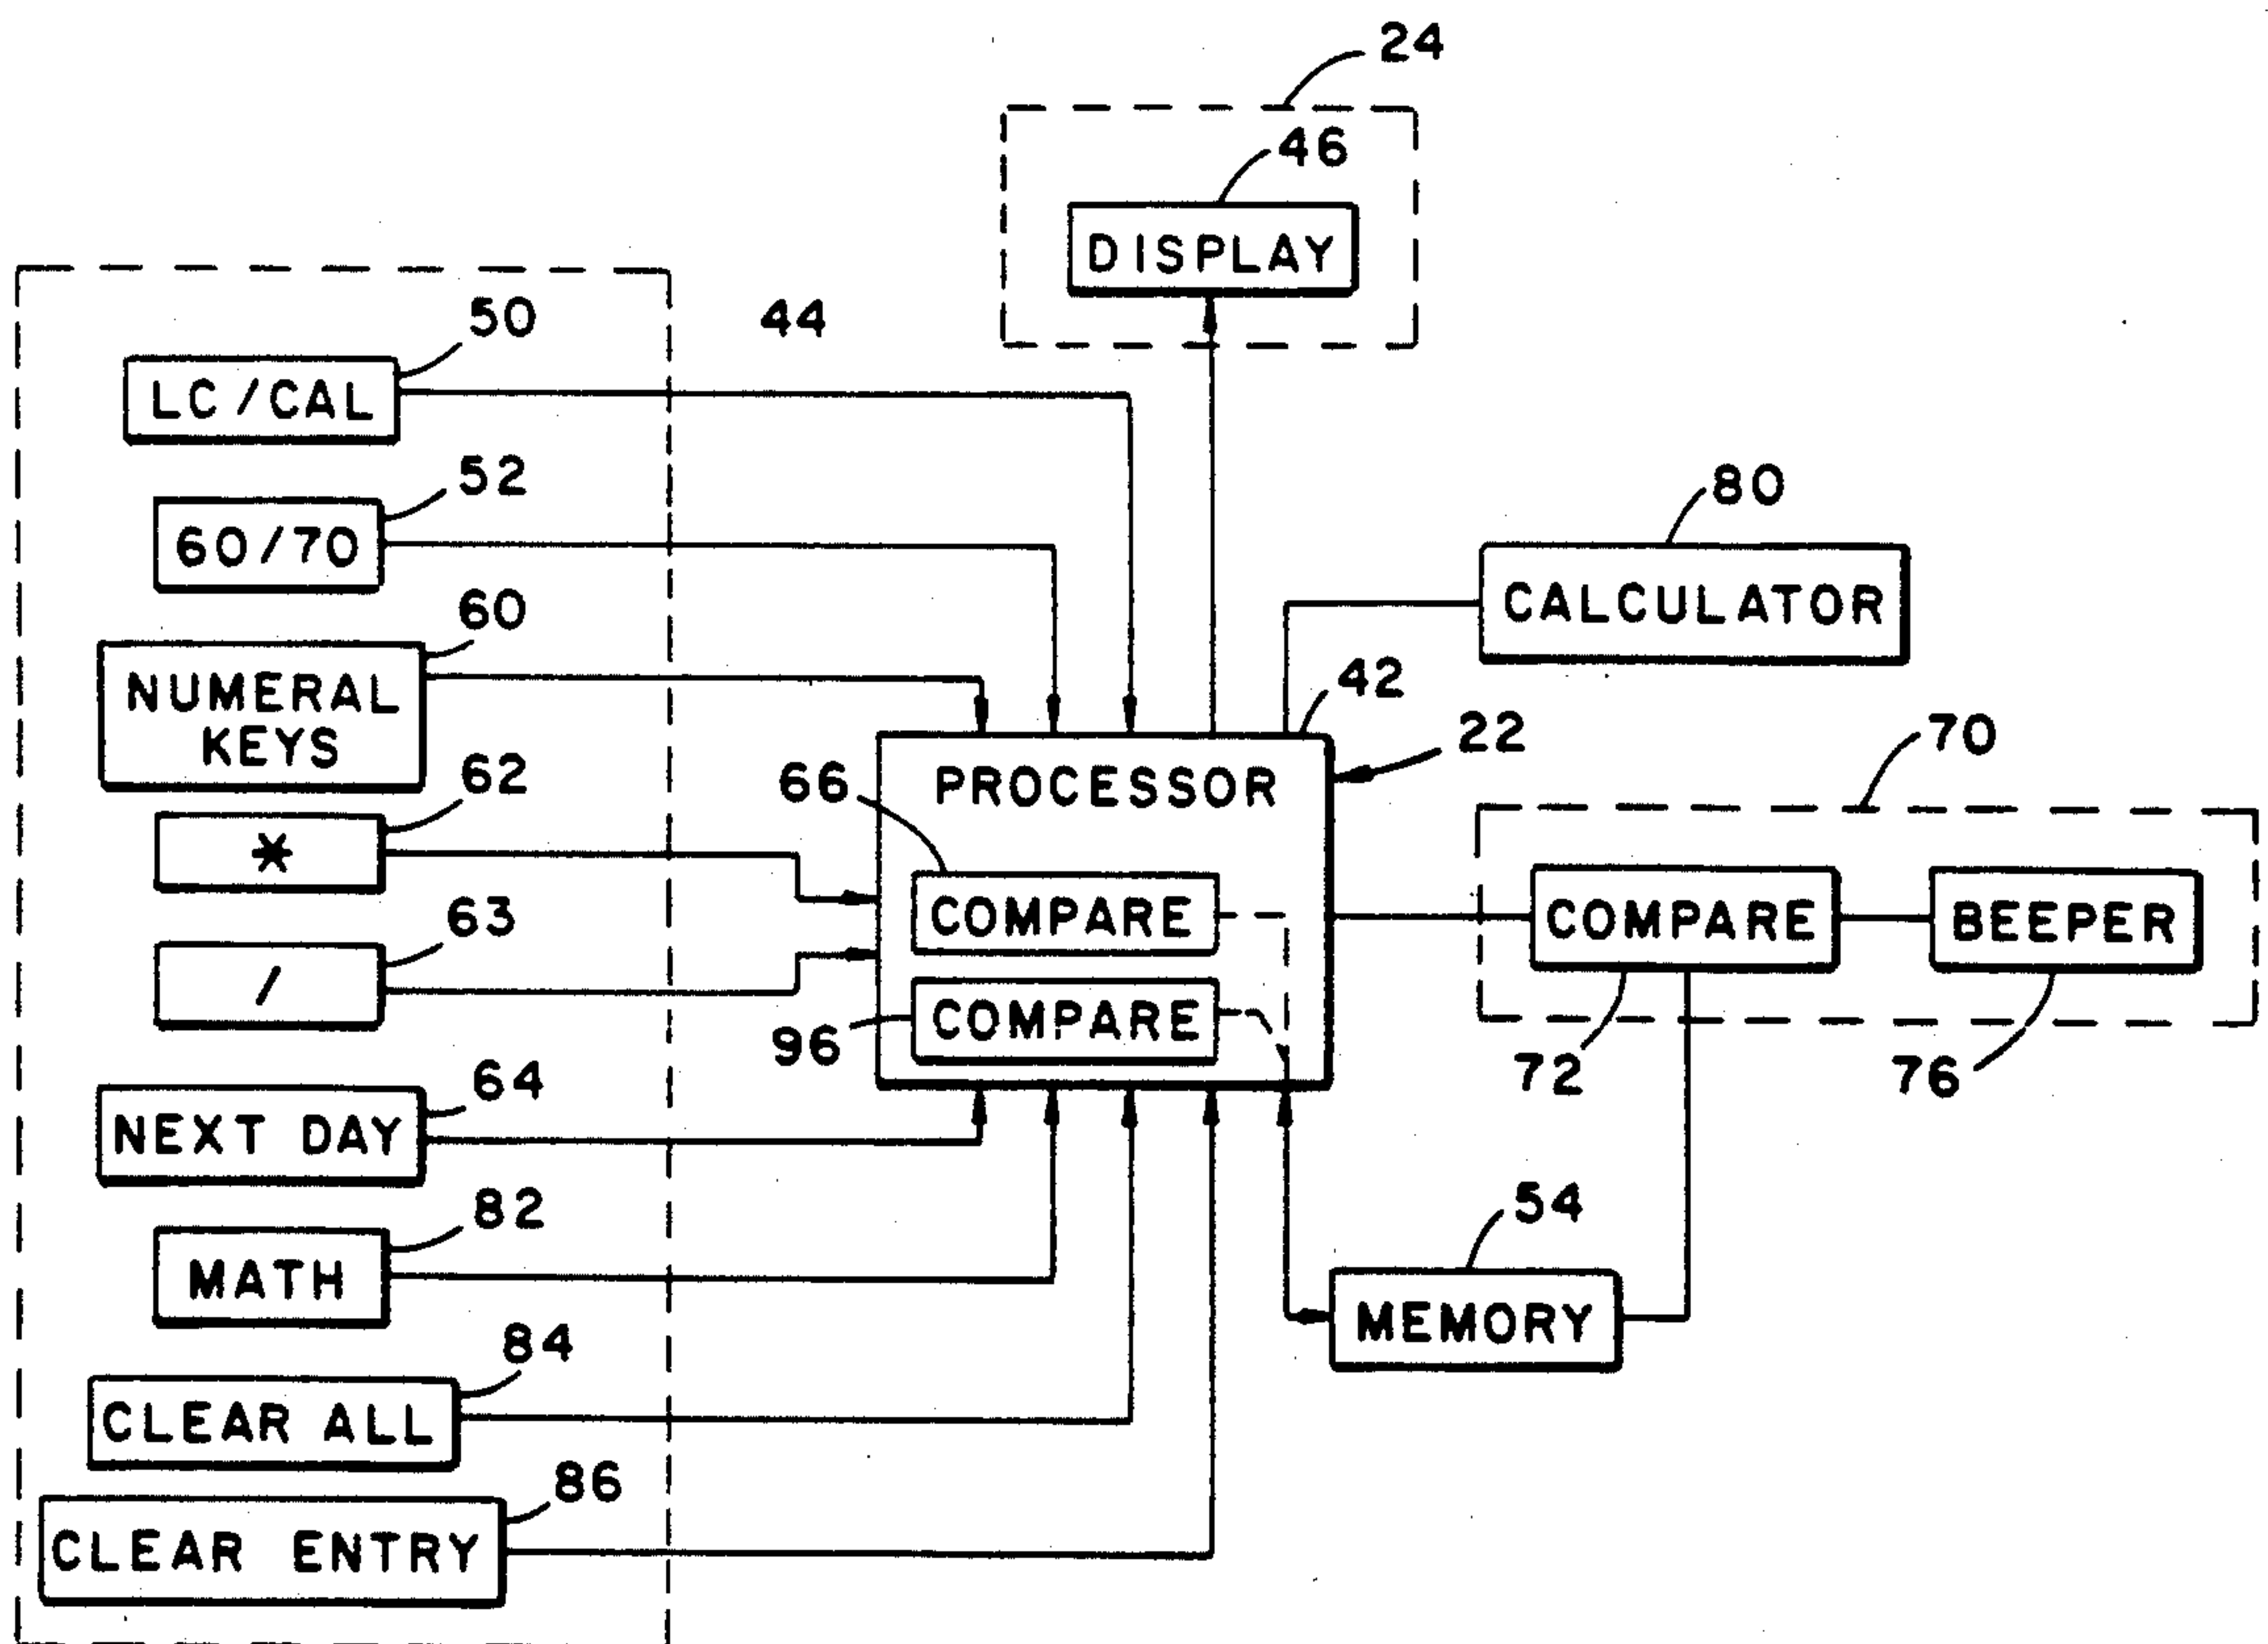 24
46
DISPLAY
44
50
LC/CAL
52
60/70
80
CALCULATOR
60
NUMERAL
KEYS
42
22
PROCESSOR
66
COMPARE
96
COMPARE
70
COMPARE
BEEPER
72
76
62
*
63
/
64
NEXT DAY
82
MATH
54
MEMORY
84
CLEAR ALL
86
CLEAR ENTRY